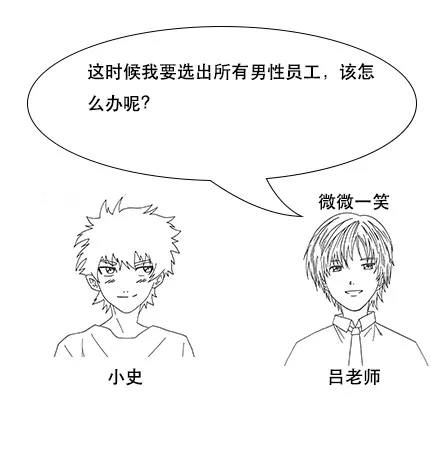 这时候我要选出所有男性员工，该怎
么办呢？
微微一笑
小史
吕老师